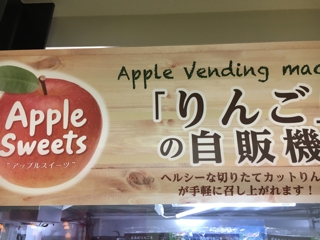 Apple
Sweets
アップルスイーツ
Apple Vending
「りんご」
の自販機
ヘルシーな切りたてカットりん
が手軽に召し上がれます！